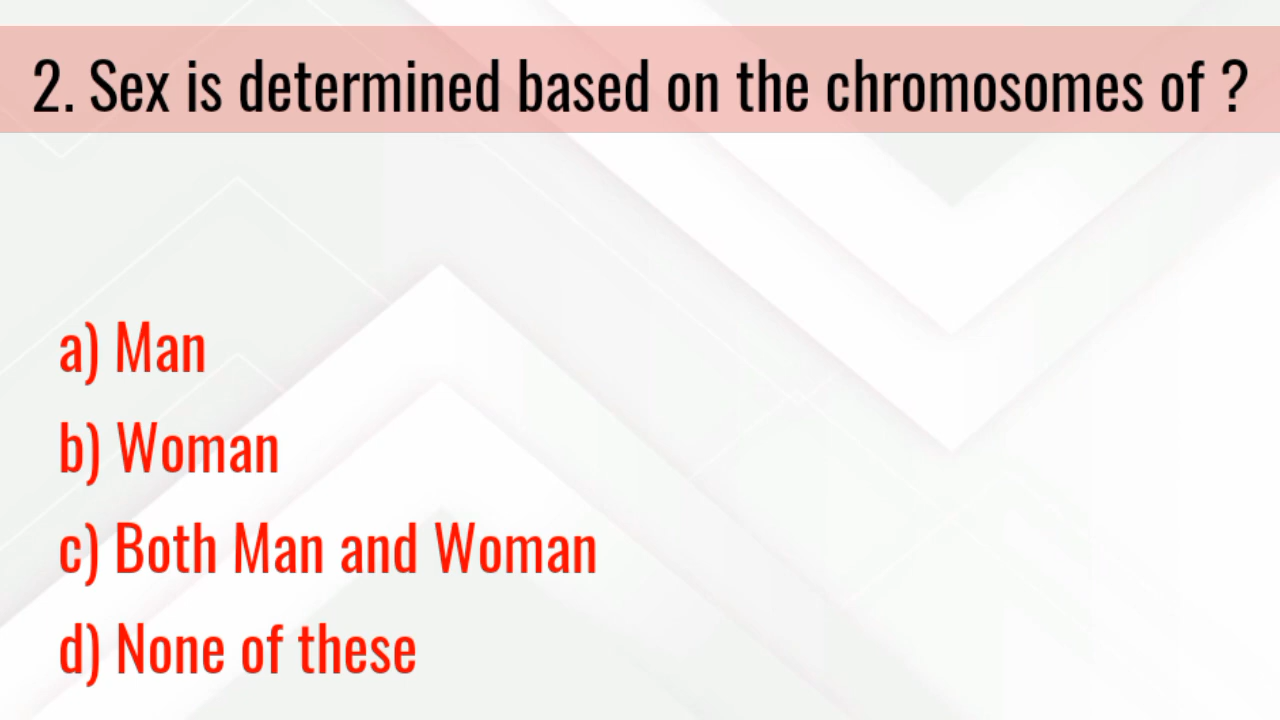 2. Sex is determined based on the chromosomes of ?
a) Man
b) Woman
c) Both Man and Woman
d) None of these